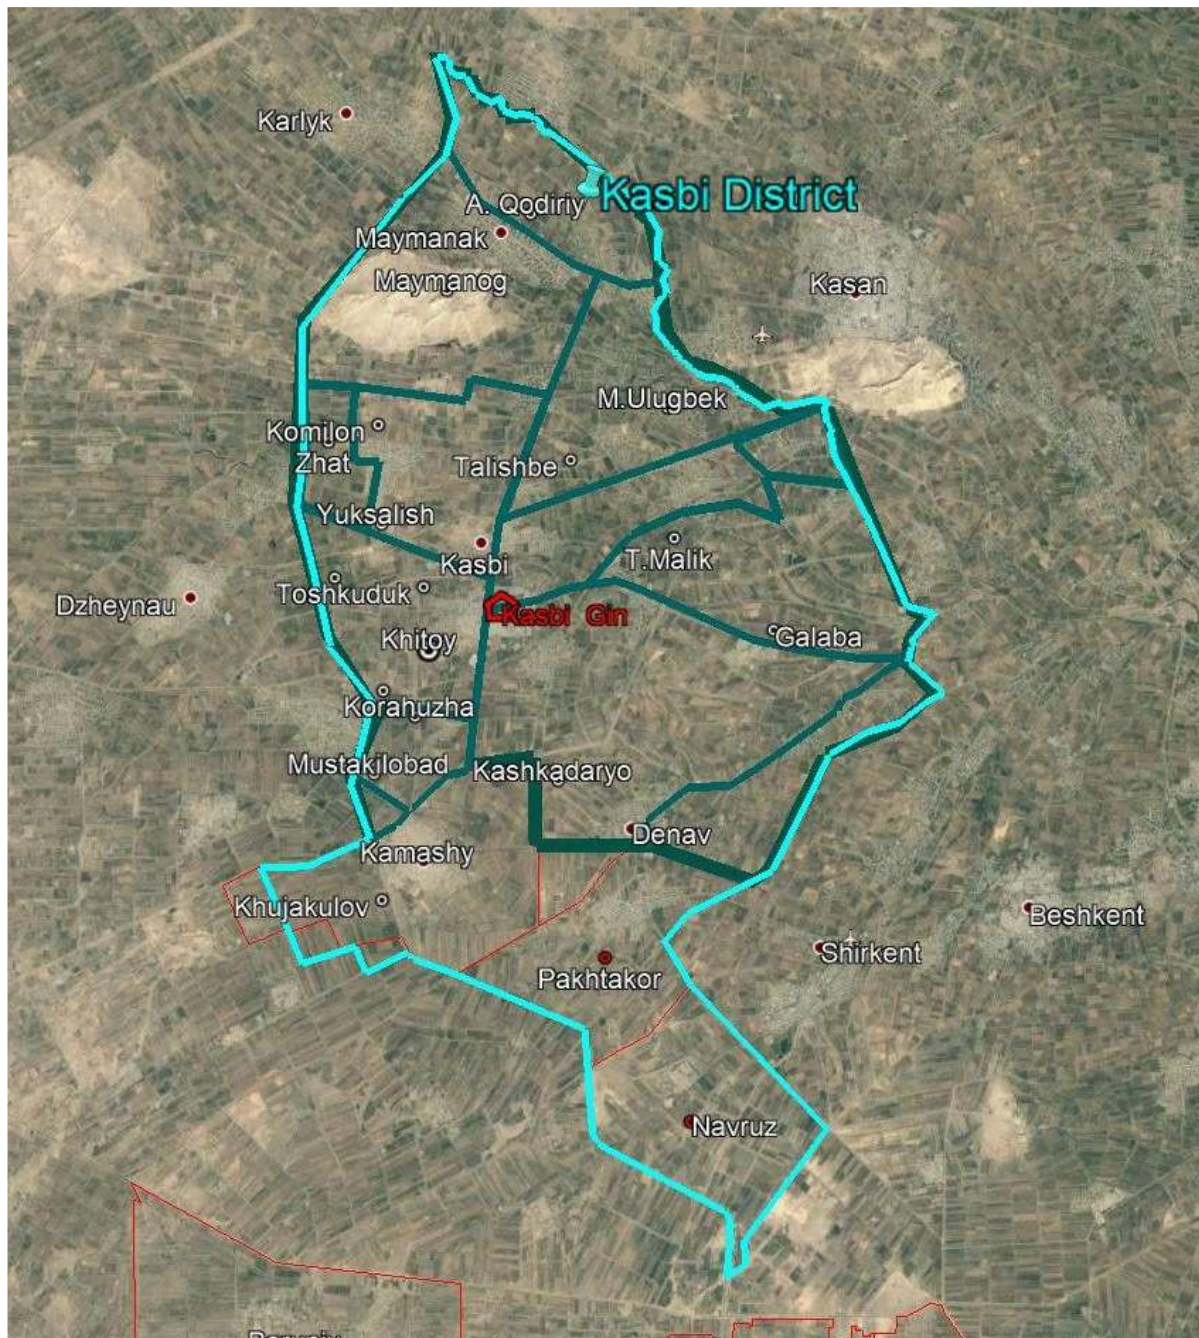 Karlyk
Kasbi District
A. Qodiriy
Maymanak
Maymanog
Kasan
M.Ulugbek
Komilon
Zhat
Talishbe
Yuksalish
Kasbi
T.Malik
Toshkuduk
Dzheynau
Kasbi Gin
Khitoy
Galaba
Korahuzha
Mustakilobad
Kashkadaryo
Denav
Kamashy
Khujakulov
Beshkent
Shirkent
Pakhtakor
Navruz